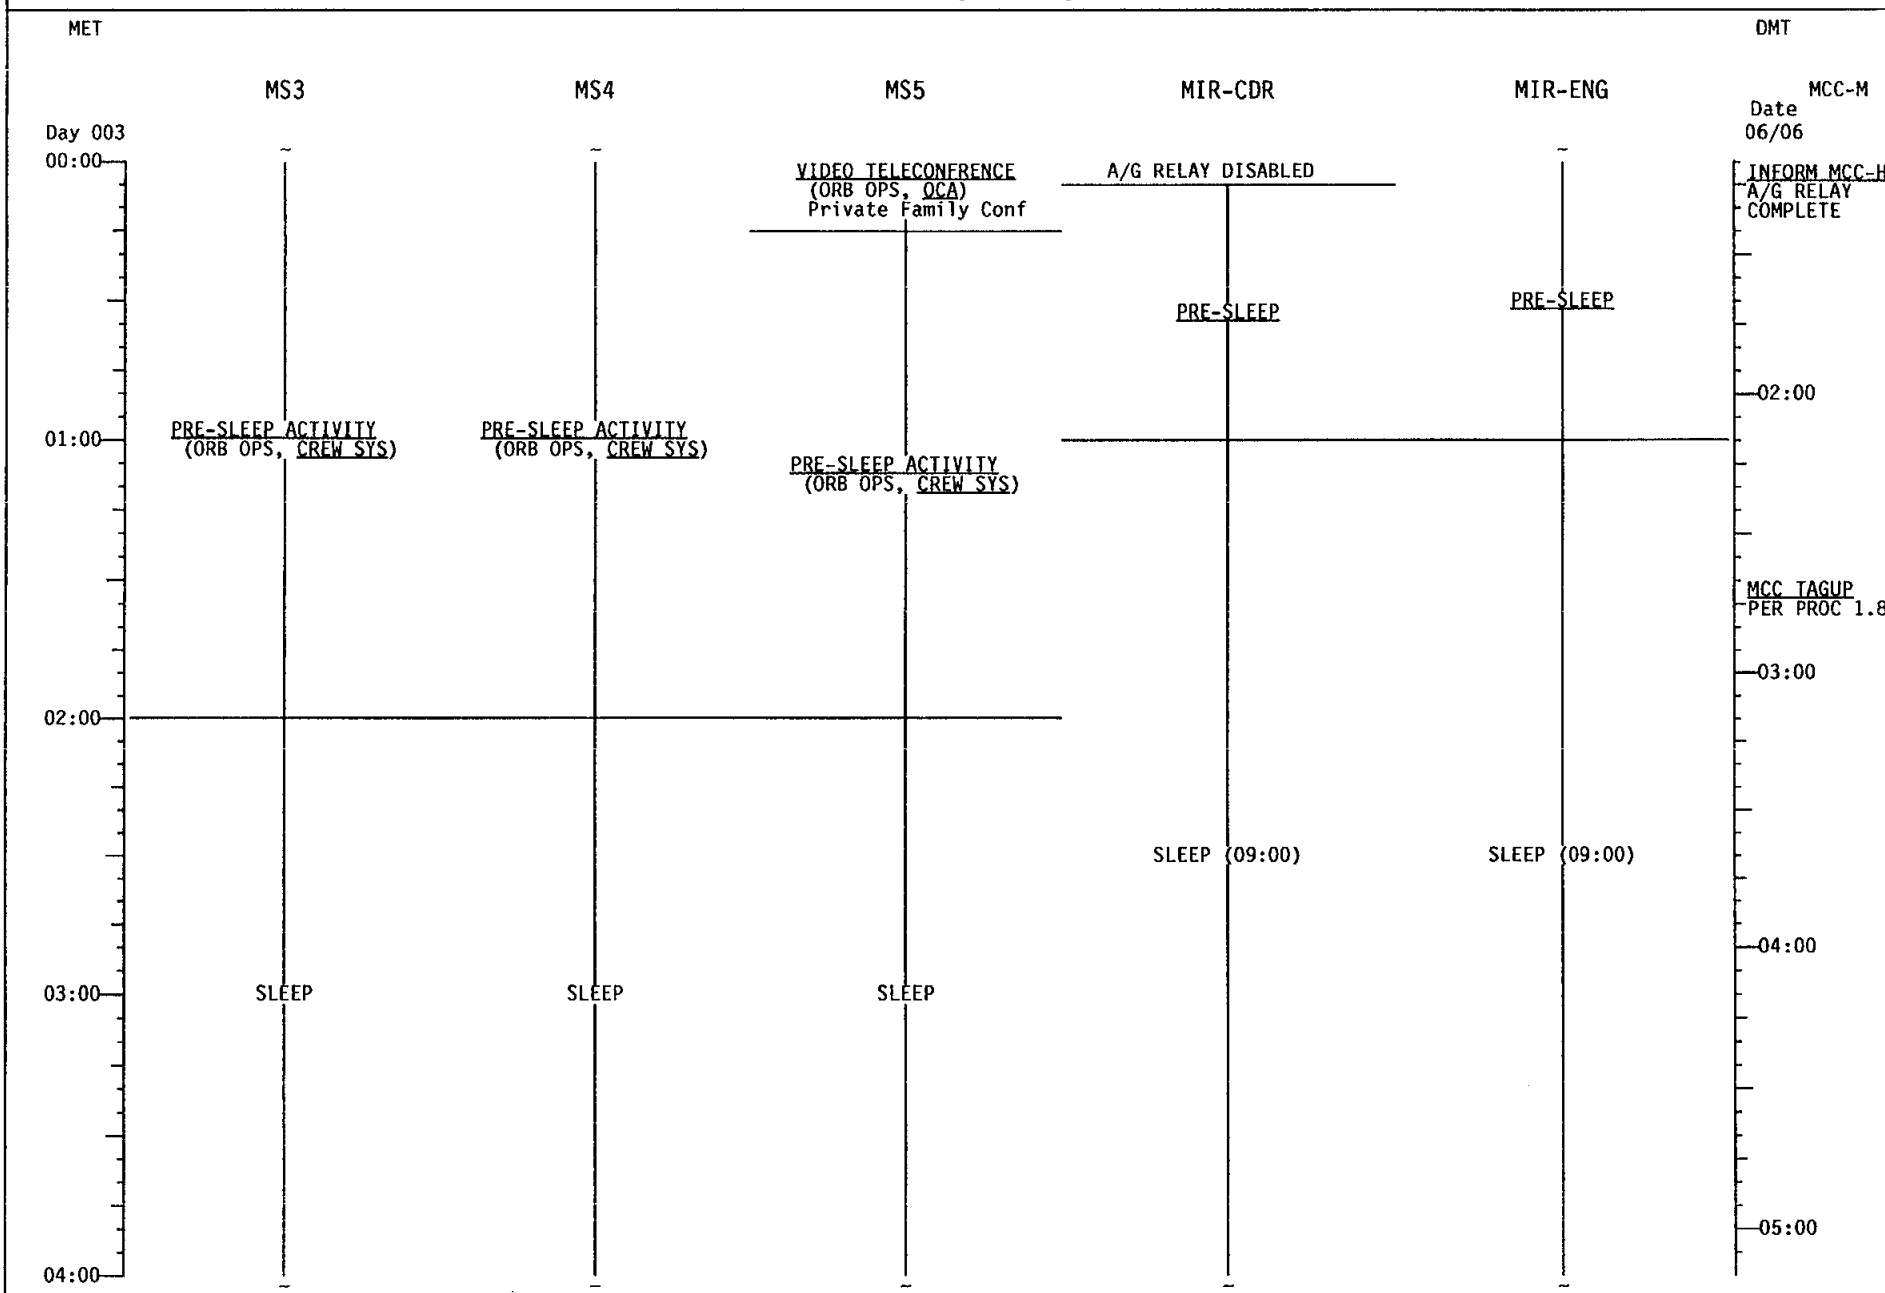 MET
DMT
MS3
MS4
MS5
MIR-CDR
MIR-ENG
MCC-M
Date
06/06
Day 003
00:00
VIDEO TELECONFRENCE
(ORB OPS, OCA)
Private Family Conf
A/G RELAY DISABLED
INFORM MCC-H
A/G RELAY
COMPLETE
PRE-SLEEP
PRE-SLEEP
02:00
01:00
PRE-SLEEP ACTIVITY
(ORB OPS, CREW SYS)
PRE-SLEEP ACTIVITY
(ORB OPS, CREW SYS)
PRE-SLEEP ACTIVITY
(ORB OPS, CREW SYS)
MCC TAGUP
PER PROC 1.8
03:00
02:00
SLEEP (09:00)
SLEEP (09:00)
04:00
03:00
SLEEP
SLEEP
SLEEP
05:00
04:00